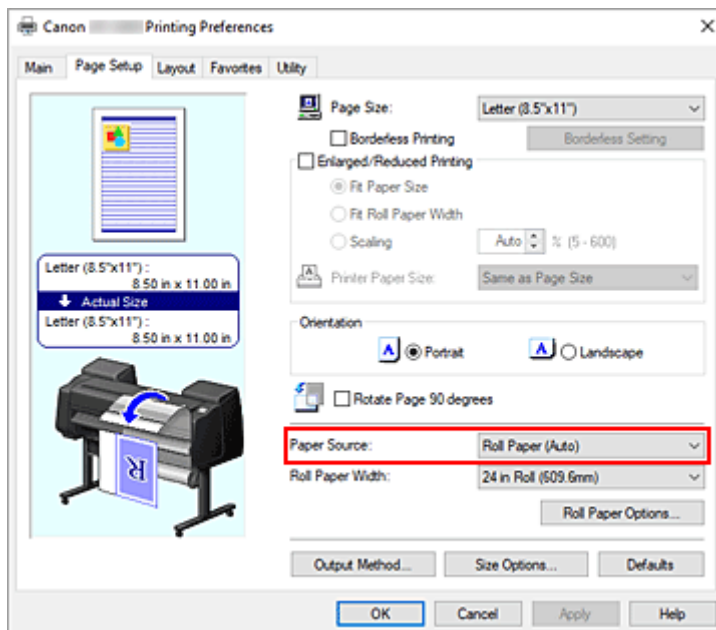 Canon Printing Preferences
Main Page Setup Layout Favorites Utility
Page Size: Letter (8.5"x11")
Borderless Printing Borderless Setting
Enlarged/Reduced Printing
Fit Paper Size
Fit Roll Paper Width
Scaling Auto % (5 - 600)
Printer Paper Size: Same as Page Size
Letter (8.5"x11") :
8.50 in x 11.00 in
Actual Size
Letter (8.5"x11") :
8.50 in x 11.00 in
Orientation
A Portrait A Landscape
Rotate Page 90 degrees
Paper Source: Roll Paper (Auto)
Roll Paper Width: 24 in Roll (609.6mm)
R
Roll Paper Options...
Output Method... Size Options... Defaults
OK Cancel Apply Help